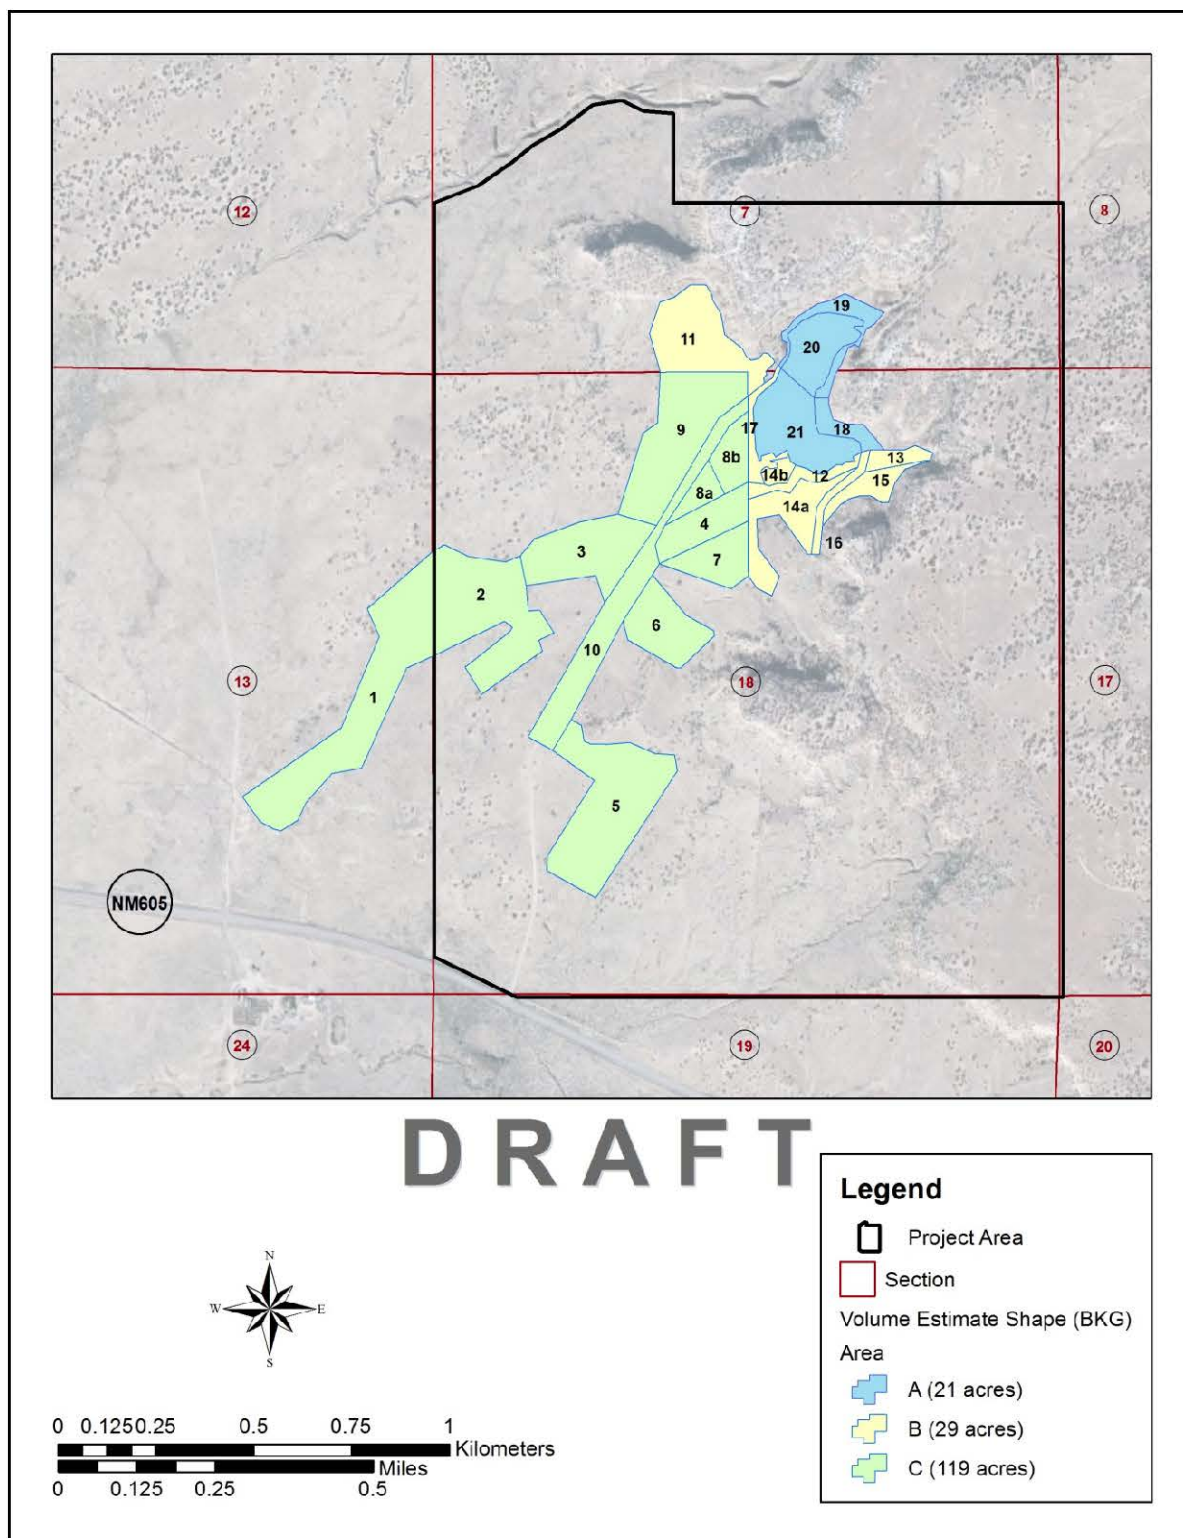 12
7
8
19
11
20
9
17
21
18
8b
13
14b
12
15
8a
14a
4
16
3
7
2
6
10
13
18
17
1
5
NM605
24
19
20
DRAFT
Legend
Project Area
Section
Volume Estimate Shape (BKG)
Area
A (21 acres)
B (29 acres)
C (119 acres)
N
W E
S
0 0.125 0.25 0.5 0.75 1
Kilometers
Miles
0 0.125 0.25 0.5